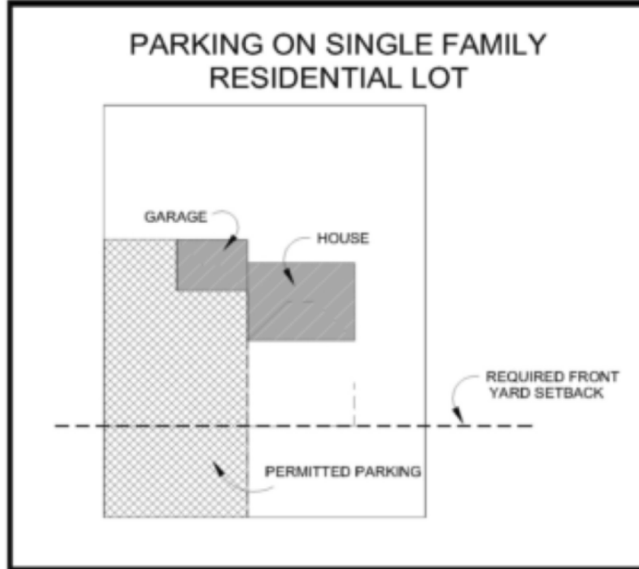 PARKING ON SINGLE FAMILY
RESIDENTIAL LOT
GARAGE
HOUSE
REQUIRED FRONT
YARD SETBACK
PERMITTED PARKING